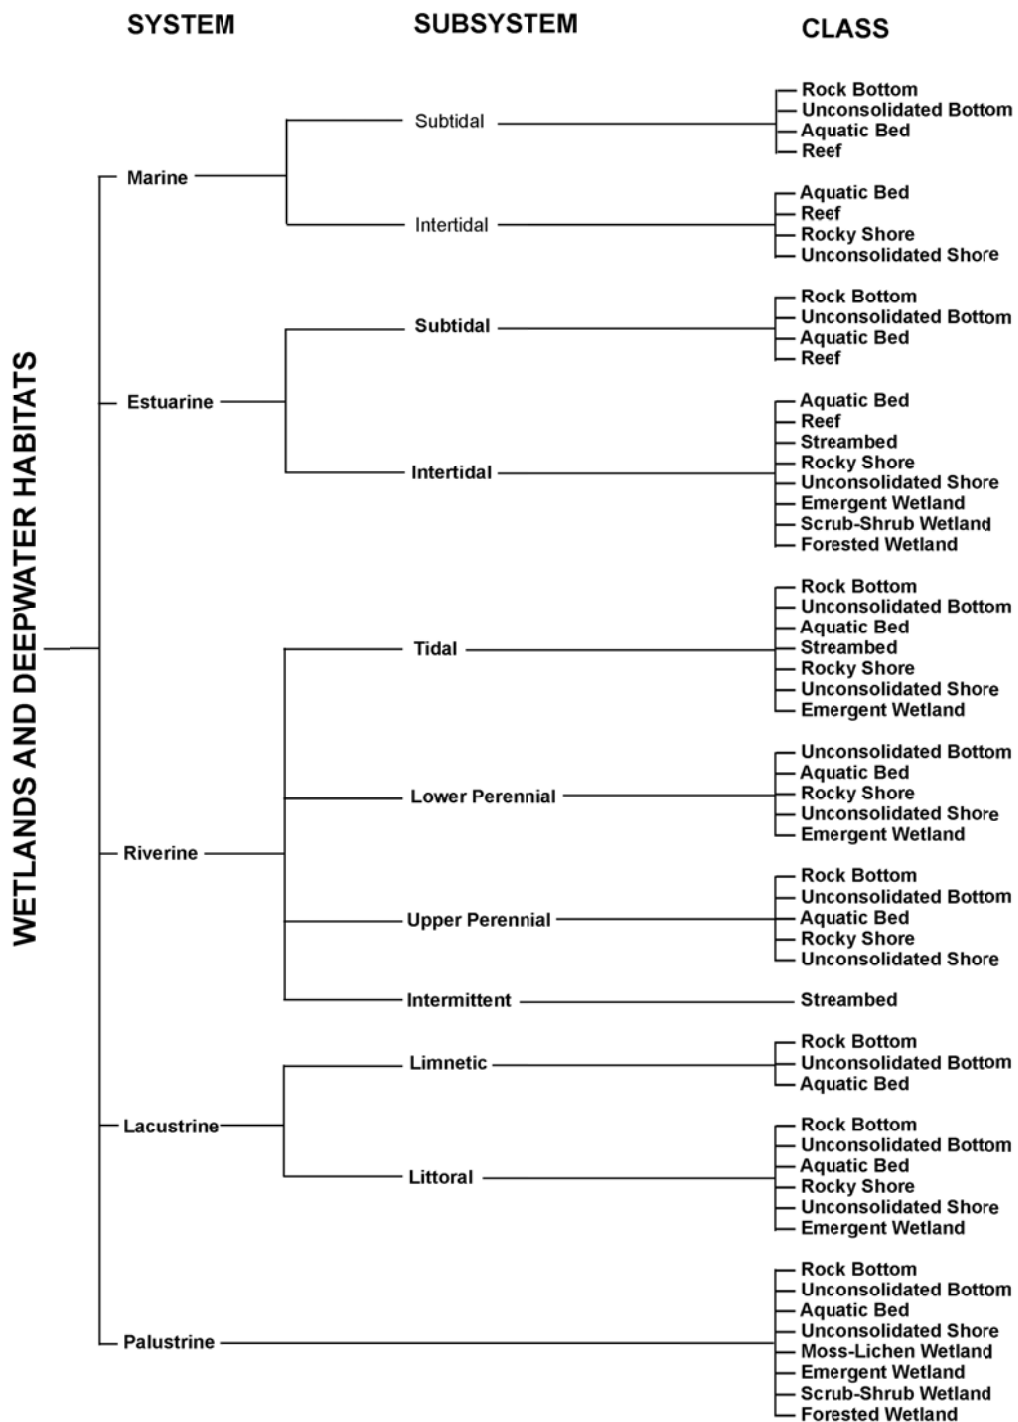 SYSTEM
SUBSYSTEM
CLASS
WETLANDS AND DEEPWATER HABITATS
Marine
Subtidal
Rock Bottom
Unconsolidated Bottom
Aquatic Bed
Reef
Intertidal
Aquatic Bed
Reef
Rocky Shore
Unconsolidated Shore
Estuarine
Subtidal
Rock Bottom
Unconsolidated Bottom
Aquatic Bed
Reef
Intertidal
Aquatic Bed
Reef
Streambed
Rocky Shore
Unconsolidated Shore
Emergent Wetland
Scrub-Shrub Wetland
Forested Wetland
Riverine
Tidal
Rock Bottom
Unconsolidated Bottom
Aquatic Bed
Streambed
Rocky Shore
Unconsolidated Shore
Emergent Wetland
Lower Perennial
Unconsolidated Bottom
Aquatic Bed
Rocky Shore
Unconsolidated Shore
Emergent Wetland
Upper Perennial
Rock Bottom
Unconsolidated Bottom
Aquatic Bed
Rocky Shore
Unconsolidated Shore
Intermittent
Streambed
Lacustrine
Limnetic
Rock Bottom
Unconsolidated Bottom
Aquatic Bed
Littoral
Rock Bottom
Unconsolidated Bottom
Aquatic Bed
Rocky Shore
Unconsolidated Shore
Emergent Wetland
Palustrine
Rock Bottom
Unconsolidated Bottom
Aquatic Bed
Unconsolidated Shore
Moss-Lichen Wetland
Emergent Wetland
Scrub-Shrub Wetland
Forested Wetland